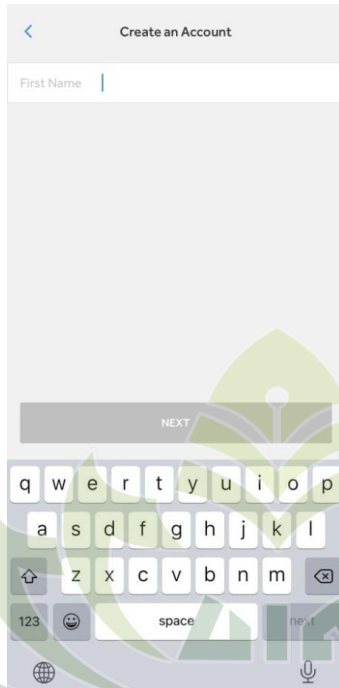 Create an Account
First Name
NEXT
q w e r t y u i o p
a s d f g h j k l
z x c v b n m
123 space next